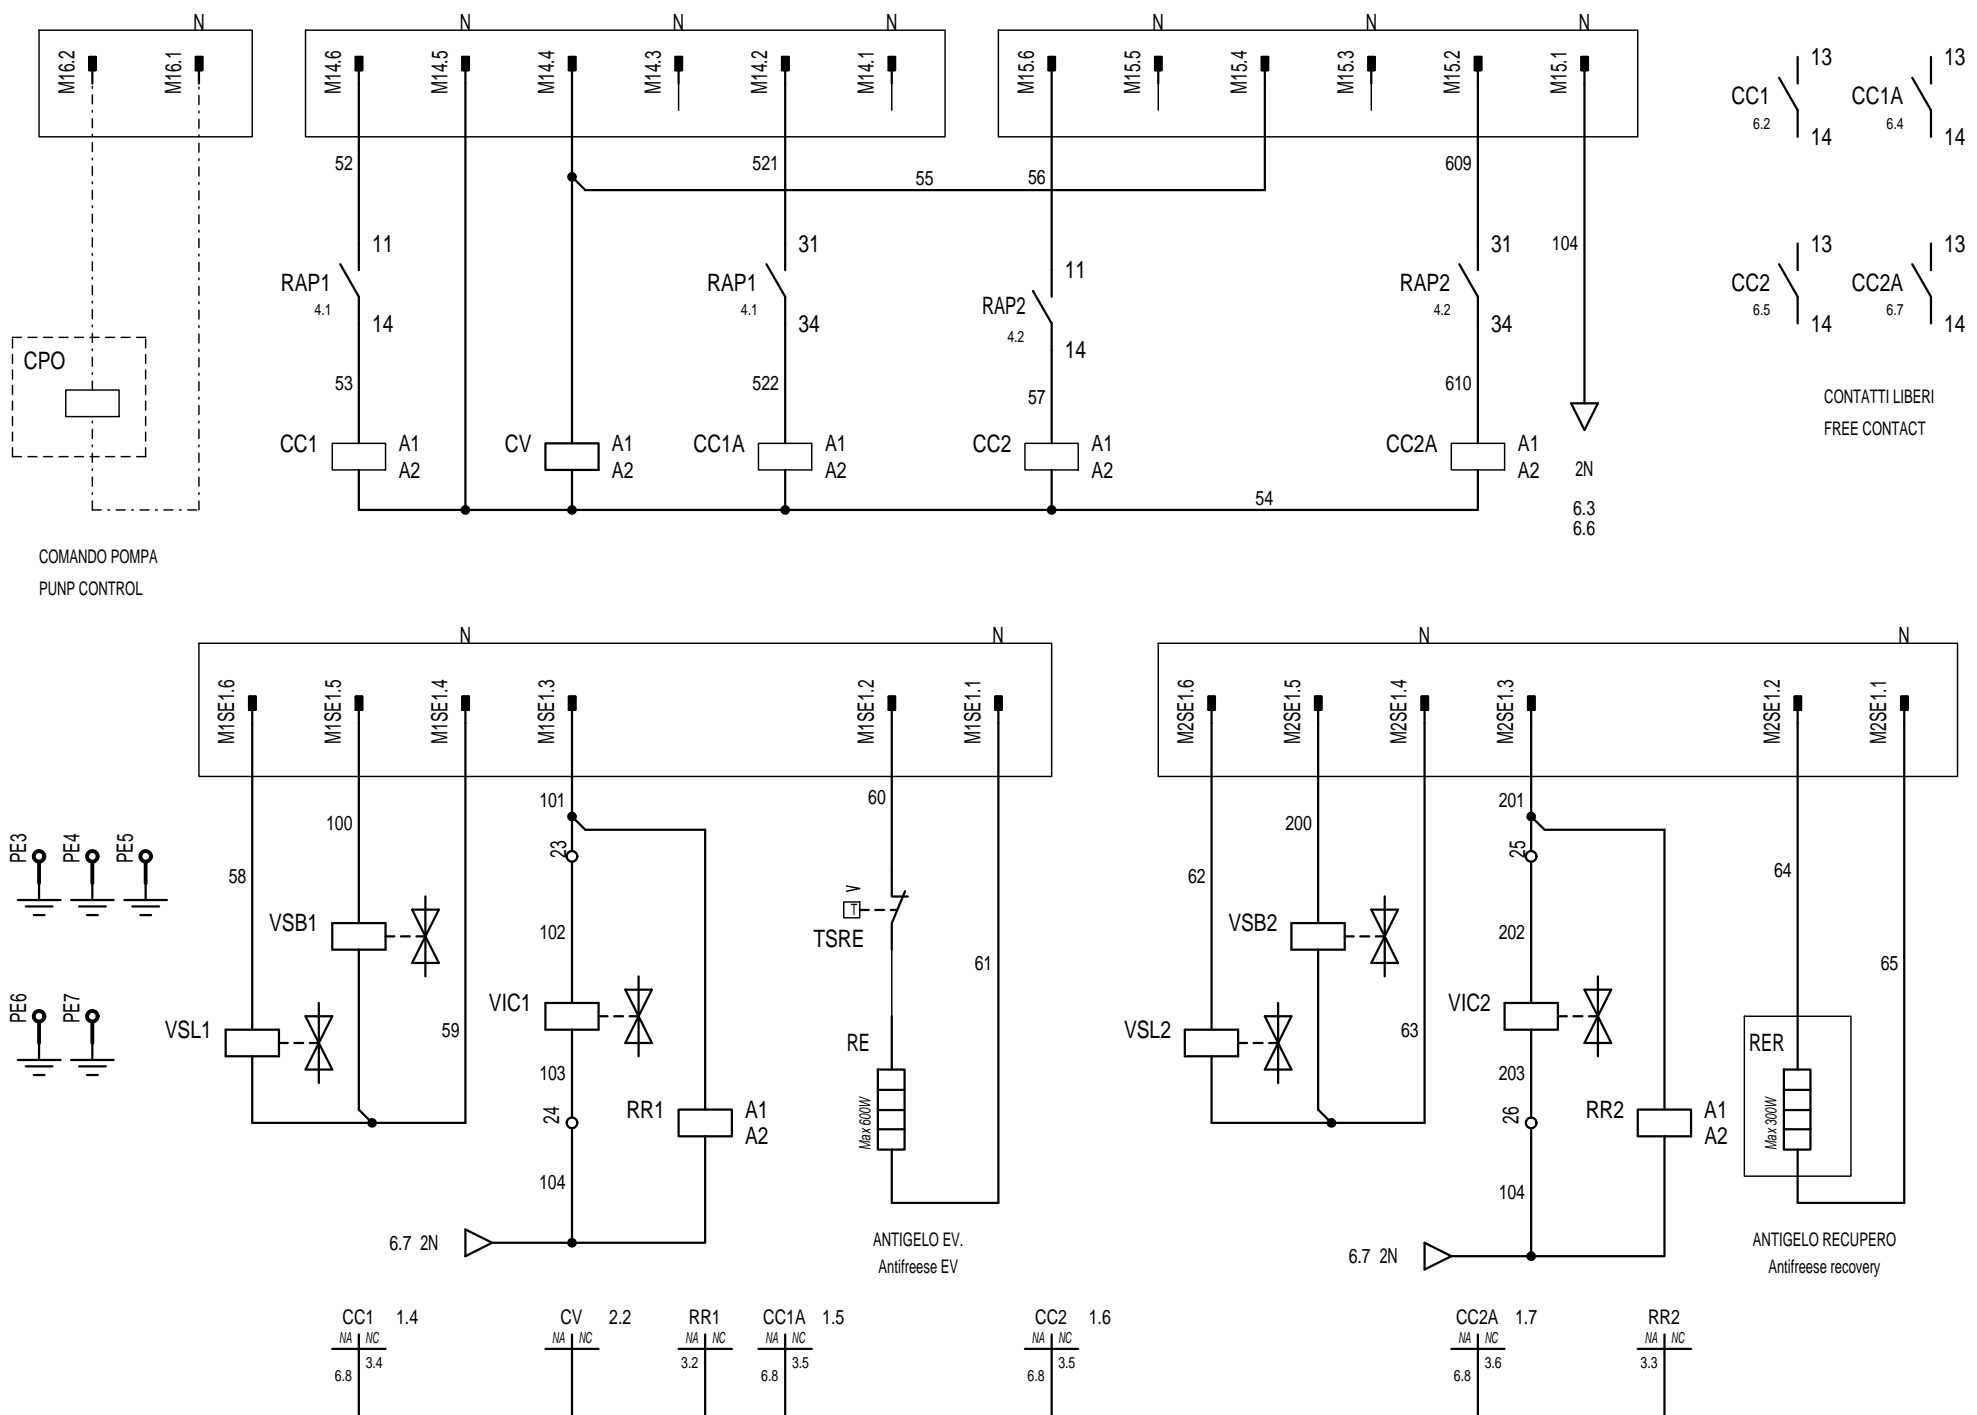 N N N N N N N
M16.2 M16.1 M14.6 M14.5 M14.4 M14.3 M14.2 M14.1 M15.6 M15.5 M15.4 M15.3 M15.2 M15.1
13 13
CC1 CC1A
6.2 6.4
14 14
52 521 55 56 609
11 31 11 31 104
RAP1 RAP1 RAP2 RAP2
4.1 4.1 4.2 4.2
14 34 14 34
13 13
CC2 CC2A
6.5 6.7
14 14
CPO
53 522 57 610
CONTATTI LIBERI
FREE CONTACT
CC1 A1 CV A1 CC1A A1 CC2 A1 CC2A A1
A2 A2 A2 A2 A2
2N
54
6.3
6.6
COMANDO POMPA
PUNP CONTROL
N N N N
M1SE1.6 M1SE1.5 M1SE1.4 M1SE1.3 M1SE1.2 M1SE1.1 M2SE1.6 M2SE1.5 M2SE1.4 M2SE1.3 M2SE1.2 M2SE1.1
101 60 201
100 200
PE3 PE4 PE5 23 25
58 62 64
V
T
VSB1 102 TSRE VSB2 202
61 65
PE6 PE7
VIC1 VIC2
VSL1 59 VSL2 63
RE RER
103 203
Max 600W Max 300W
24 RR1 A1 26 RR2 A1
A2 A2
104 104
6.7 2N 6.7 2N
ANTIGELO EV.
Antifreese EV
ANTIGELO RECUPERO
Antifreese recovery
CC1 1.4 CV 2.2 RR1 CC1A 1.5 CC2 1.6 CC2A 1.7 RR2
NA NC NA NC NA NC NA NC NA NC NA NC NA NC
3.4 3.2 3.5 3.5 3.6 3.3
6.8 6.8 6.8 6.8